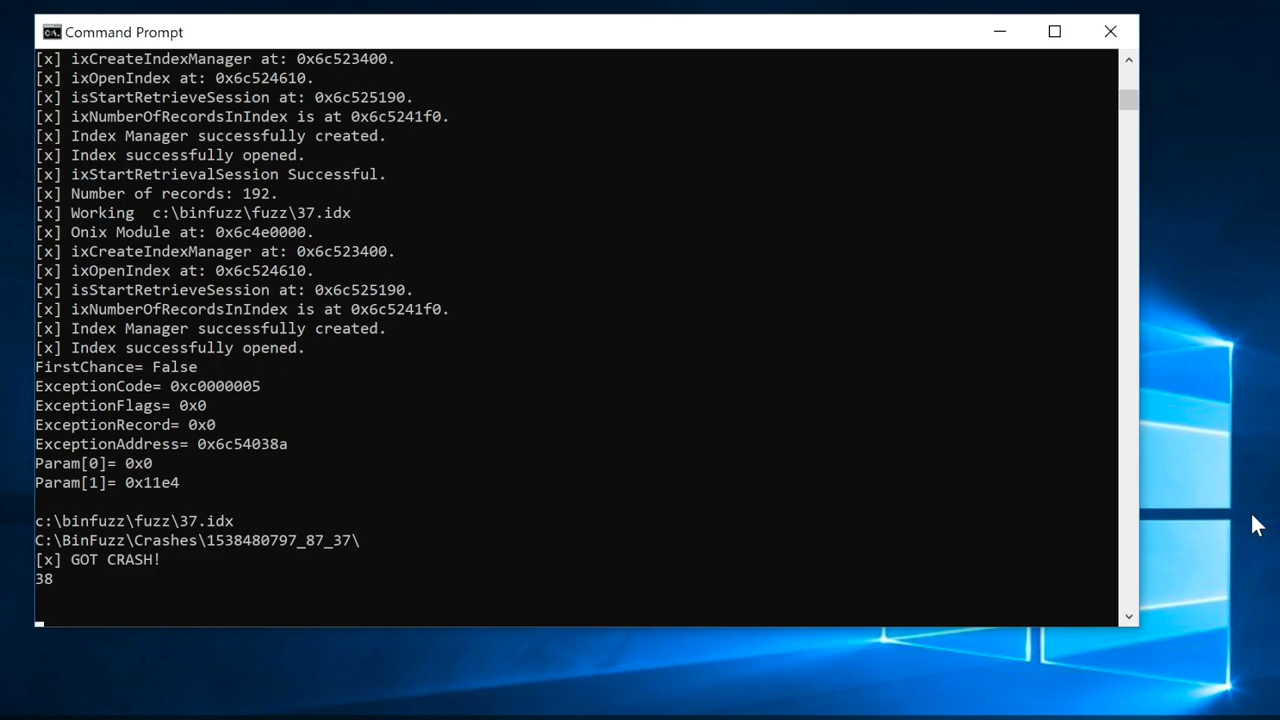 Command Prompt
[x] ixCreateIndexManager at: 0x6c523400.
[x] ixOpenIndex at: 0x6c524610.
[x] isStartRetrieveSession at: 0x6c525190.
[x] ixNumberOfRecordsInIndex is at 0x6c5241f0.
[x] Index Manager successfully created.
[x] Index successfully opened.
[x] ixStartRetrievalSession Successful.
[x] Number of records: 192.
[x] Working  c:\binfuzz\fuzz\37.idx
[x] Onix Module at: 0x6c4e0000.
[x] ixCreateIndexManager at: 0x6c523400.
[x] ixOpenIndex at: 0x6c524610.
[x] isStartRetrieveSession at: 0x6c525190.
[x] ixNumberOfRecordsInIndex is at 0x6c5241f0.
[x] Index Manager successfully created.
[x] Index successfully opened.
FirstChance= False
ExceptionCode= 0xc0000005
ExceptionFlags= 0x0
ExceptionRecord= 0x0
ExceptionAddress= 0x6c54038a
Param[0]= 0x0
Param[1]= 0x11e4
c:\binfuzz\fuzz\37.idx
C:\BinFuzz\Crashes\1538480797_87_37\
[x] GOT CRASH!
38